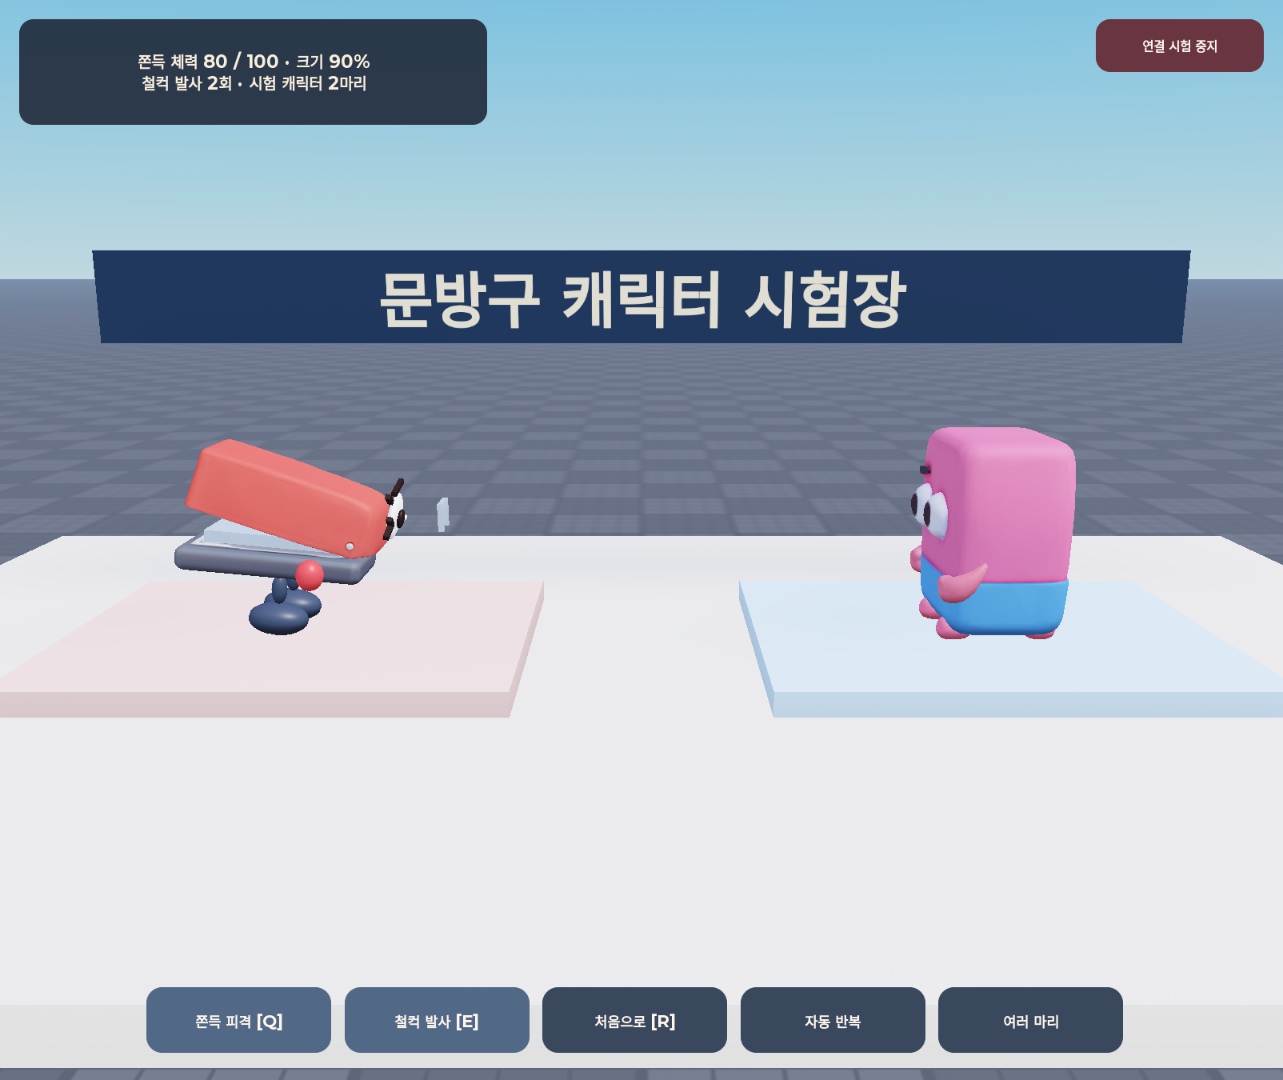 쫀득 체력 80 / 100 · 크기 90%
철컥 발사 2회 · 시험 캐릭터 2마리
연결 시험 중지
문방구 캐릭터 시험장
쫀득 피격 [Q]
철컥 발사 [E]
처음으로 [R]
자동 반복
여러 마리